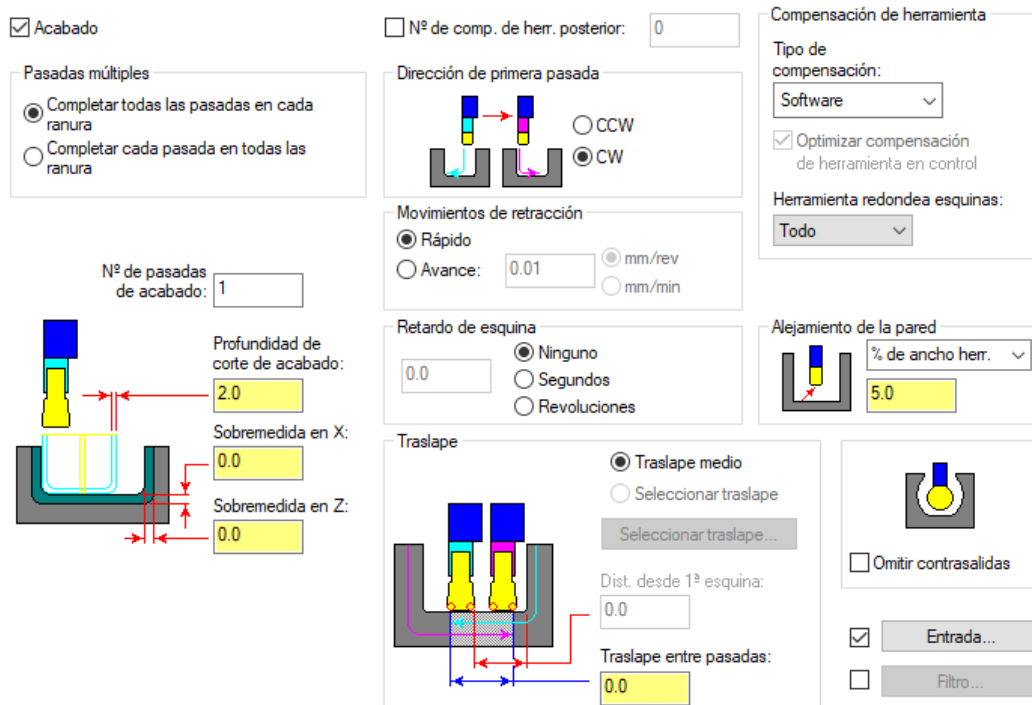 Acabado
Pasadas múltiples
Completar todas las pasadas en cada
ranura
Completar cada pasada en todas las
ranura
Nº de pasadas
de acabado:
1
Profundidad de
corte de acabado:
2.0
Sobremedida en X:
0.0
Sobremedida en Z:
0.0
Nº de comp. de herr. posterior:
0
Dirección de primera pasada
CCW
CW
Movimientos de retracción
Rápido
Avance:
0.01
mm/rev
mm/min
Retardo de esquina
0.0
Ninguno
Segundos
Revoluciones
Traslape
Traslape medio
Seleccionar traslape
Seleccionar traslape...
Dist. desde 1ª esquina:
0.0
Traslape entre pasadas:
0.0
Compensación de herramienta
Tipo de
compensación:
Software
Optimizar compensación
de herramienta en control
Herramienta redondea esquinas:
Todo
Alejamiento de la pared
% de ancho herr.
5.0
Omitir contrasalidas
Entrada...
Filtro...